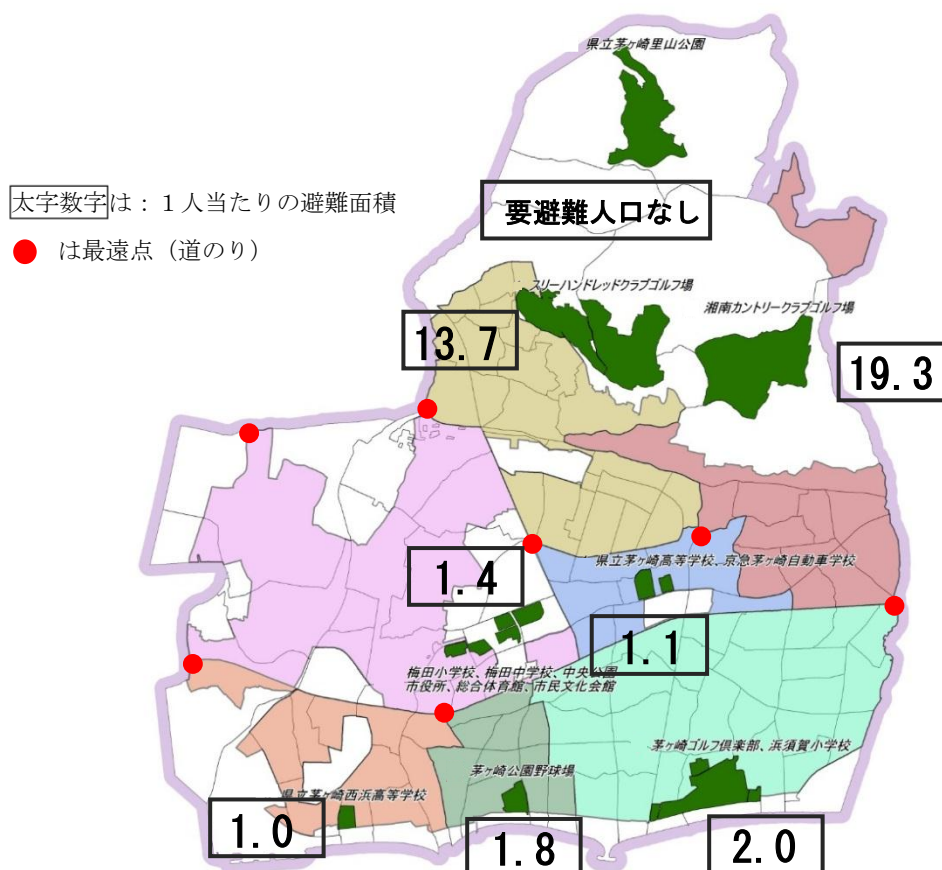 県立茅ヶ崎里山公園
太字数字は：１人当たりの避難面積
● は最遠点（道のり）
要避難人口なし
スリーハンドレッドクラブゴルフ場
湘南カントリークラブゴルフ場
13.7
19.3
1.4
県立茅ヶ崎高等学校、京急茅ヶ崎自動車学校
1.1
梅田小学校、梅田中学校、中央公園
市役所、総合体育館、市民文化会館
茅ヶ崎ゴルフ倶楽部、浜須賀小学校
茅ヶ崎公園野球場
県立茅ヶ崎西浜高等学校
1.0
1.8
2.0